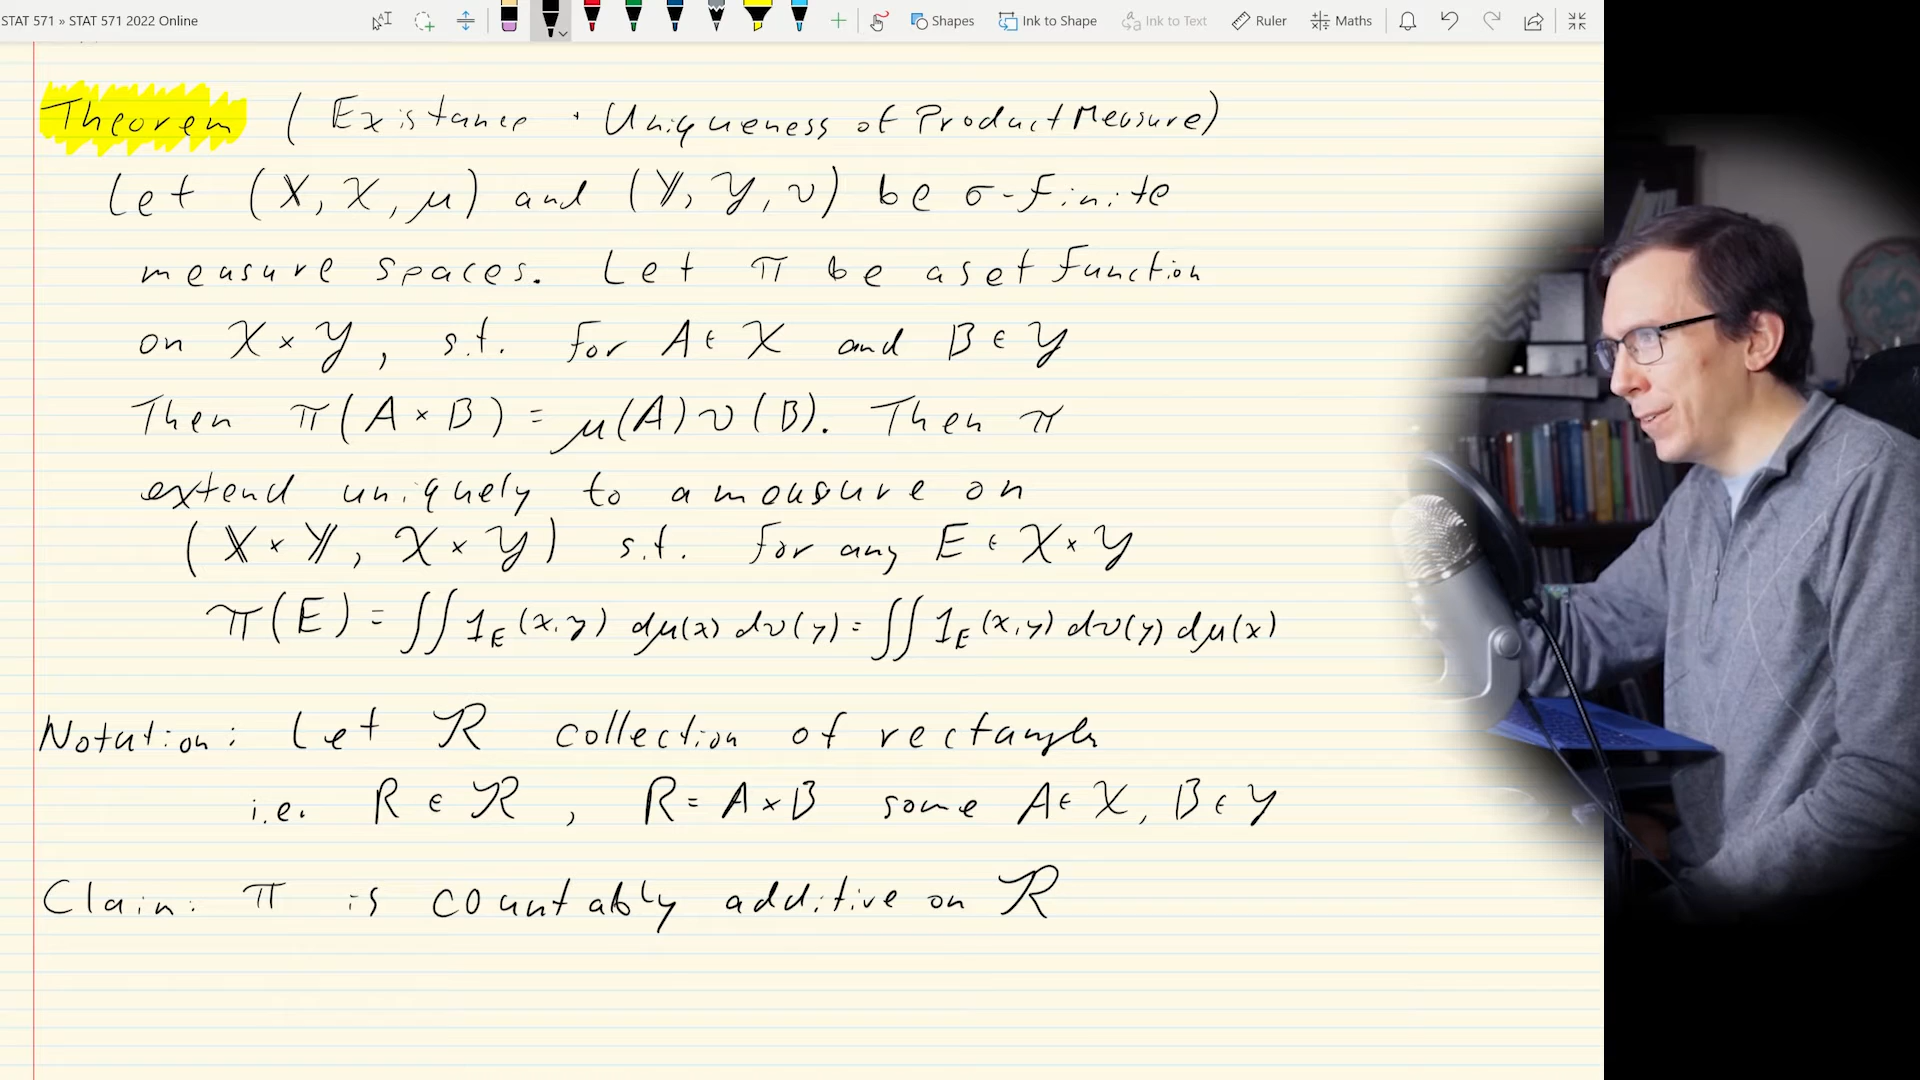 STAT 571 » STAT 571 2022 Online
Shapes Ink to Shape Ink to Text Ruler Maths
Theorem ( Existance + Uniqueness of Product Measure)
Let (𝕏, 𝒳, μ) and (𝕐, 𝒴, ν) be σ-finite
measure spaces. Let π be a set function
on 𝒳 × 𝒴, s.t. for A ∈ 𝒳 and B ∈ 𝒴
Then π(A × B) = μ(A) ν(B). Then π
extend uniquely to a measure on
(𝕏 × 𝕐, 𝒳 × 𝒴) s.t. for any E ∈ 𝒳 × 𝒴
π(E) = ∫∫ 1_E (x,y) dμ(x) dν(y) = ∫∫ 1_E (x,y) dν(y) dμ(x)
Notation: Let ℛ collection of rectangles
i.e. R ∈ ℛ, R = A × B some A ∈ 𝒳, B ∈ 𝒴
Claim: π is countably additive on ℛ